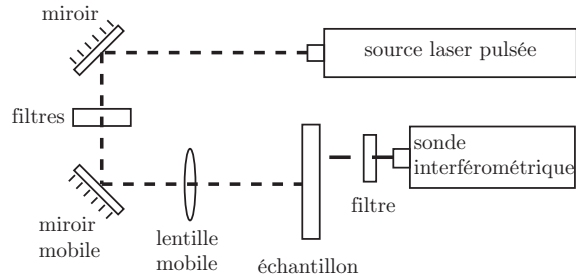 miroir
source laser pulsée
filtres
sonde
interférométrique
miroir
mobile
lentille
mobile
filtre
échantillon